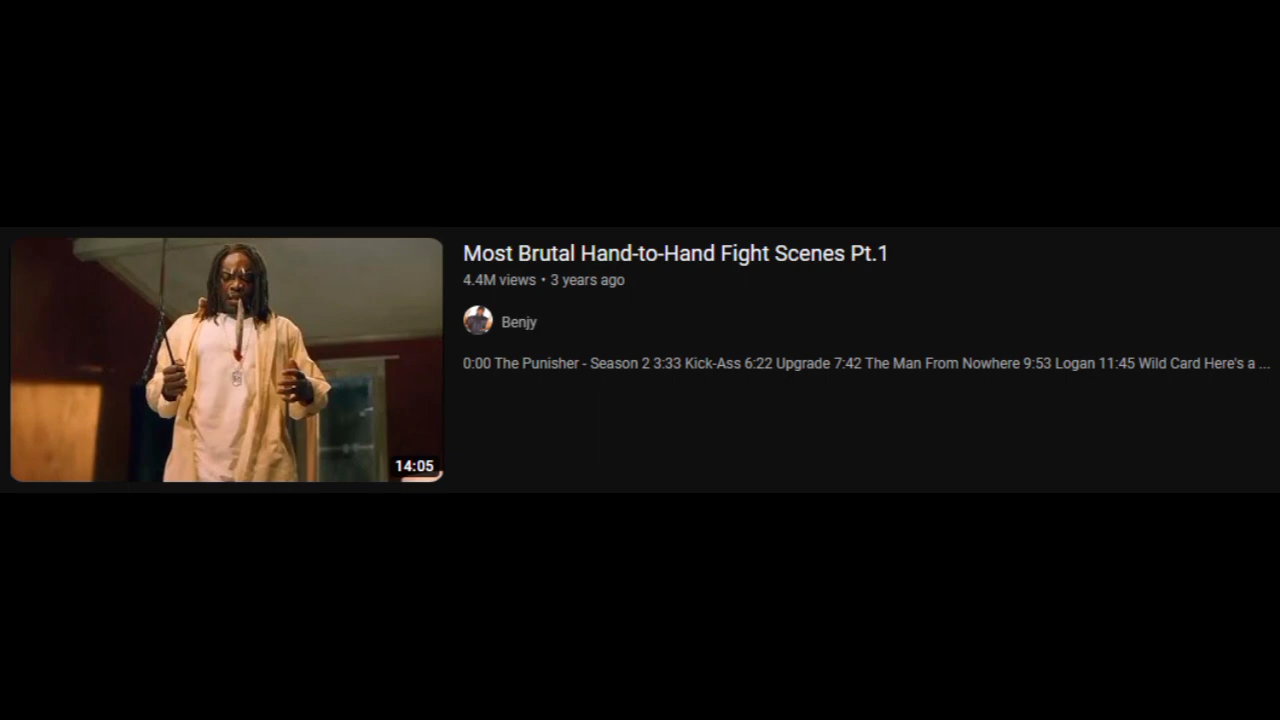 Most Brutal Hand-to-Hand Fight Scenes Pt.1
4.4M views • 3 years ago
Benjy
0:00 The Punisher - Season 2 3:33 Kick-Ass 6:22 Upgrade 7:42 The Man From Nowhere 9:53 Logan 11:45 Wild Card Here's a ...
14:05